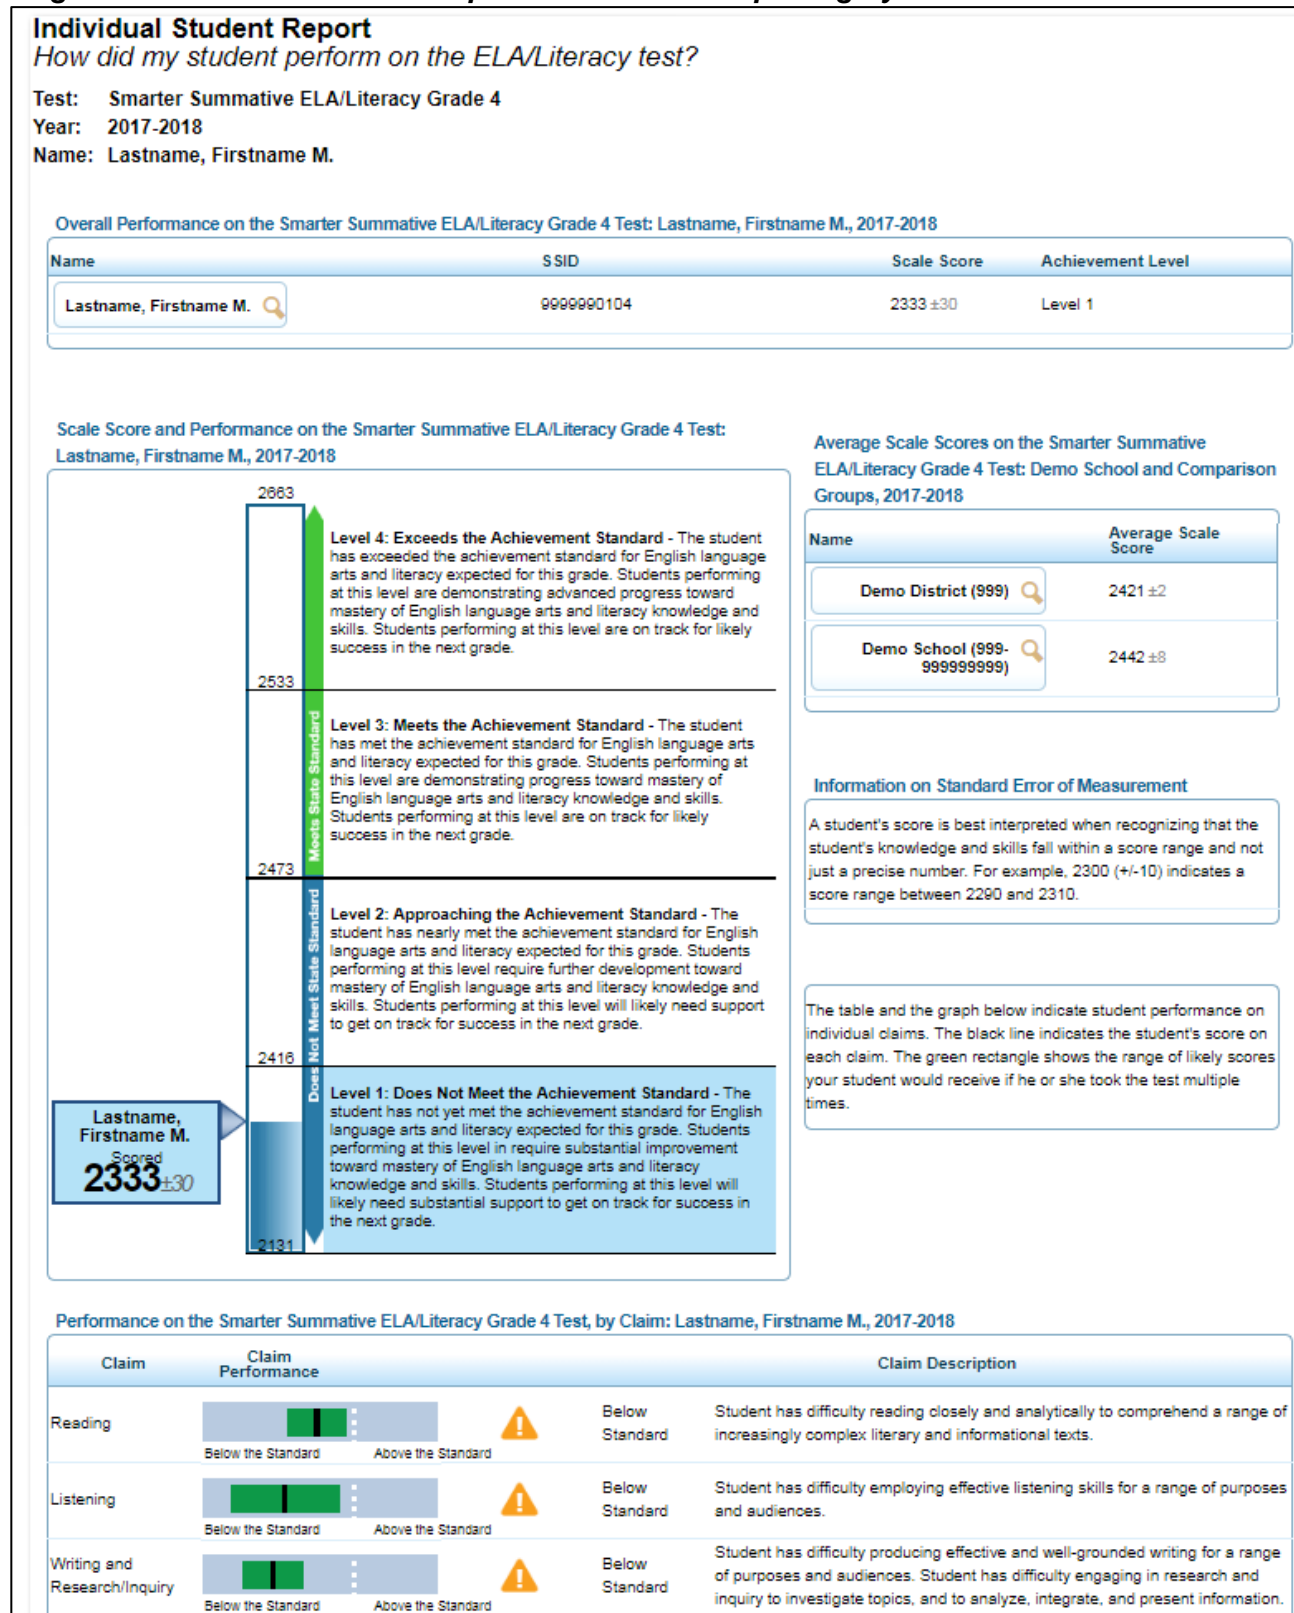 Individual Student Report
How did my student perform on the ELA/Literacy test?
Test: Smarter Summative ELA/Literacy Grade 4
Year: 2017-2018
Name: Lastname, Firstname M.
Overall Performance on the Smarter Summative ELA/Literacy Grade 4 Test: Lastname, Firstname M., 2017-2018
Name SSID Scale Score Achievement Level
Lastname, Firstname M. 9999990104 2333 ±30 Level 1
Scale Score and Performance on the Smarter Summative ELA/Literacy Grade 4 Test:
Lastname, Firstname M., 2017-2018
2663
Level 4: Exceeds the Achievement Standard - The student
has exceeded the achievement standard for English language
arts and literacy expected for this grade. Students performing
at this level are demonstrating advanced progress toward
mastery of English language arts and literacy knowledge and
skills. Students performing at this level are on track for likely
success in the next grade.
2533
Meets State Standard
Level 3: Meets the Achievement Standard - The student
has met the achievement standard for English language arts
and literacy expected for this grade. Students performing at
this level are demonstrating progress toward mastery of
English language arts and literacy knowledge and skills.
Students performing at this level are on track for likely
success in the next grade.
2473
Does Not Meet State Standard
Level 2: Approaching the Achievement Standard - The
student has nearly met the achievement standard for English
language arts and literacy expected for this grade. Students
performing at this level require further development toward
mastery of English language arts and literacy knowledge and
skills. Students performing at this level will likely need support
to get on track for success in the next grade.
2416
Level 1: Does Not Meet the Achievement Standard - The
student has not yet met the achievement standard for English
language arts and literacy expected for this grade. Students
performing at this level in require substantial improvement
toward mastery of English language arts and literacy
knowledge and skills. Students performing at this level will
likely need substantial support to get on track for success in
the next grade.
2131
Lastname,
Firstname M.
Scored
2333±30
Average Scale Scores on the Smarter Summative
ELA/Literacy Grade 4 Test: Demo School and Comparison
Groups, 2017-2018
Name Average Scale
Score
Demo District (999) 2421 ±2
Demo School (999-
999999999) 2442 ±8
Information on Standard Error of Measurement
A student's score is best interpreted when recognizing that the
student's knowledge and skills fall within a score range and not
just a precise number. For example, 2300 (+/-10) indicates a
score range between 2290 and 2310.
The table and the graph below indicate student performance on
individual claims. The black line indicates the student's score on
each claim. The green rectangle shows the range of likely scores
your student would receive if he or she took the test multiple
times.
Performance on the Smarter Summative ELA/Literacy Grade 4 Test, by Claim: Lastname, Firstname M., 2017-2018
Claim Claim
Performance Claim Description
Reading
Below the Standard Above the Standard
Below
Standard
Student has difficulty reading closely and analytically to comprehend a range of
increasingly complex literary and informational texts.
Listening
Below the Standard Above the Standard
Below
Standard
Student has difficulty employing effective listening skills for a range of purposes
and audiences.
Writing and
Research/Inquiry
Below the Standard Above the Standard
Below
Standard
Student has difficulty producing effective and well-grounded writing for a range
of purposes and audiences. Student has difficulty engaging in research and
inquiry to investigate topics, and to analyze, integrate, and present information.